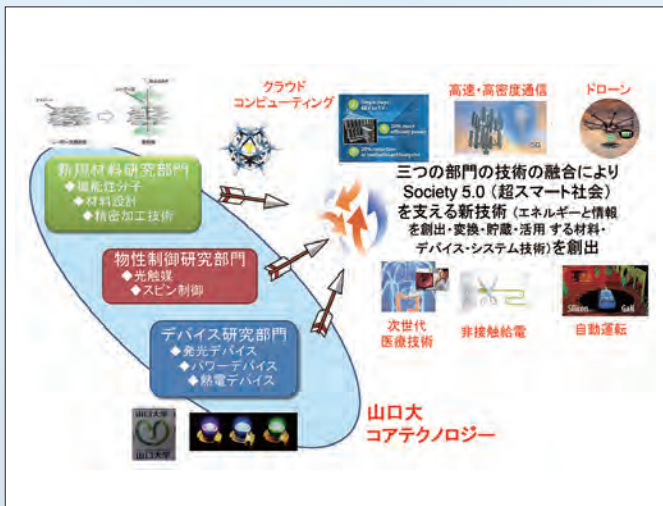 クラウド
コンピューティング
高速・高密度通信
ドローン
5G
新規材料研究部門
◆機能性分子
◆材料設計
◆精密加工技術
三つの部門の技術の融合により
Society 5.0 (超スマート社会)
を支える新技術 (エネルギーと情報
を創出・変換・貯蔵・活用 する材料・
デバイス・システム技術)を創出
物性制御研究部門
◆光触媒
◆スピン制御
Silicon
GaN
次世代
医療技術
非接触給電
自動運転
デバイス研究部門
◆発光デバイス
◆パワーデバイス
◆熱電デバイス
山口大
コアテクノロジー
山口大学
山口大学